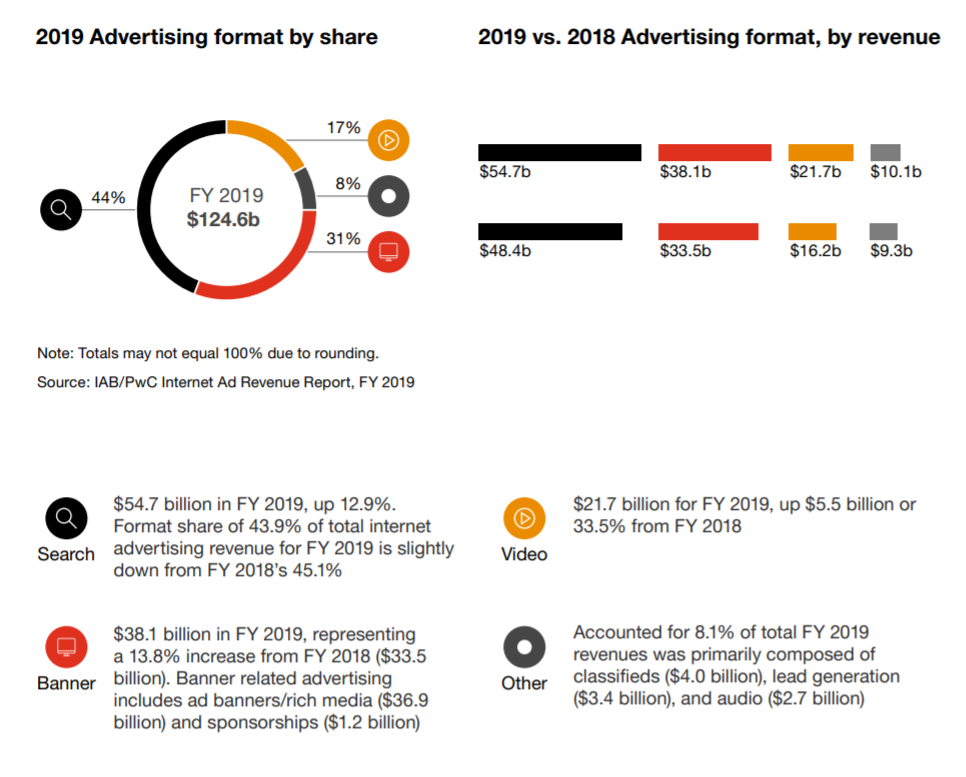 2019 Advertising format by share
2019 vs. 2018 Advertising format, by revenue
17%
8%
31%
44%
FY 2019
$124.6b
$54.7b
$38.1b
$21.7b
$10.1b
$48.4b
$33.5b
$16.2b
$9.3b
Note: Totals may not equal 100% due to rounding.
Source: IAB/PwC Internet Ad Revenue Report, FY 2019
Search
$54.7 billion in FY 2019, up 12.9%.
Format share of 43.9% of total internet
advertising revenue for FY 2019 is slightly
down from FY 2018's 45.1%
Video
$21.7 billion for FY 2019, up $5.5 billion or
33.5% from FY 2018
Banner
$38.1 billion in FY 2019, representing
a 13.8% increase from FY 2018 ($33.5
billion). Banner related advertising
includes ad banners/rich media ($36.9
billion) and sponsorships ($1.2 billion)
Other
Accounted for 8.1% of total FY 2019
revenues was primarily composed of
classifieds ($4.0 billion), lead generation
($3.4 billion), and audio ($2.7 billion)